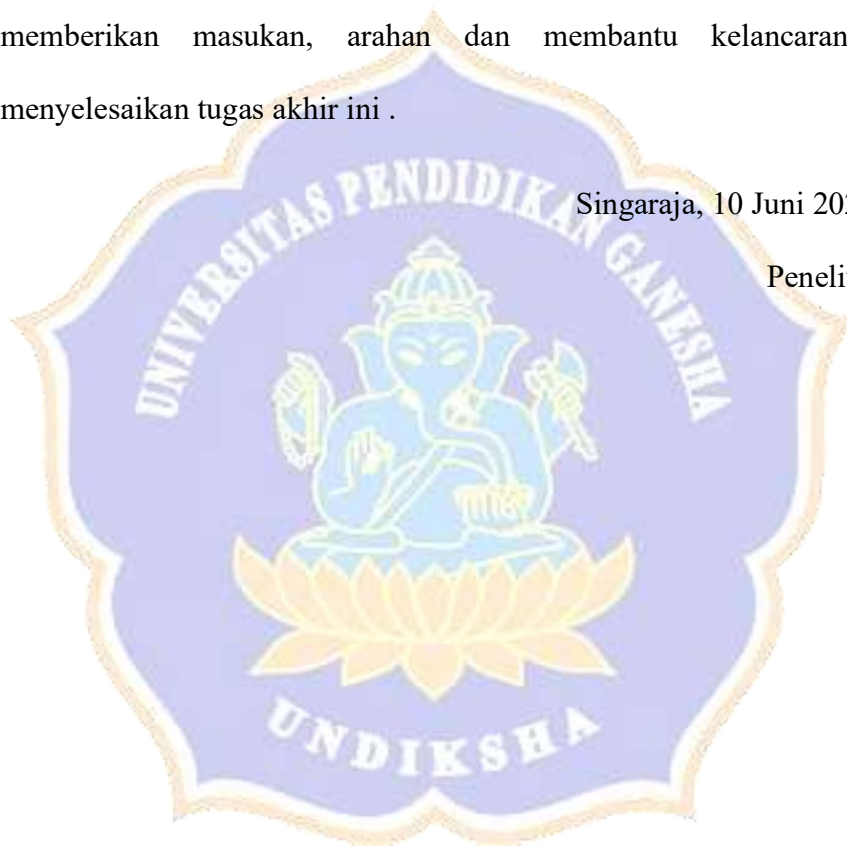 memberikan masukan, arahan dan membantu kelancaran
menyelesaikan tugas akhir ini .
Singaraja, 10 Juni
UNIVERSITAS PENDIDIKAN GANESHA
UNDIKSHA